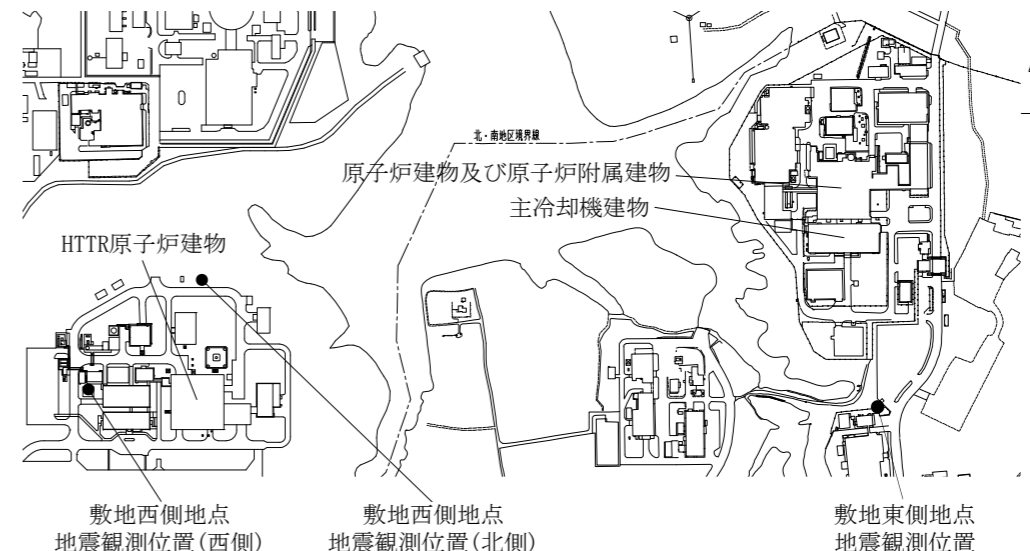 北・南地区境界線
原子炉建物及び原子炉附属建物
主冷却機建物
HTTR原子炉建物
敷地西側地点
地震観測位置(西側)
敷地西側地点
地震観測位置(北側)
敷地東側地点
地震観測位置